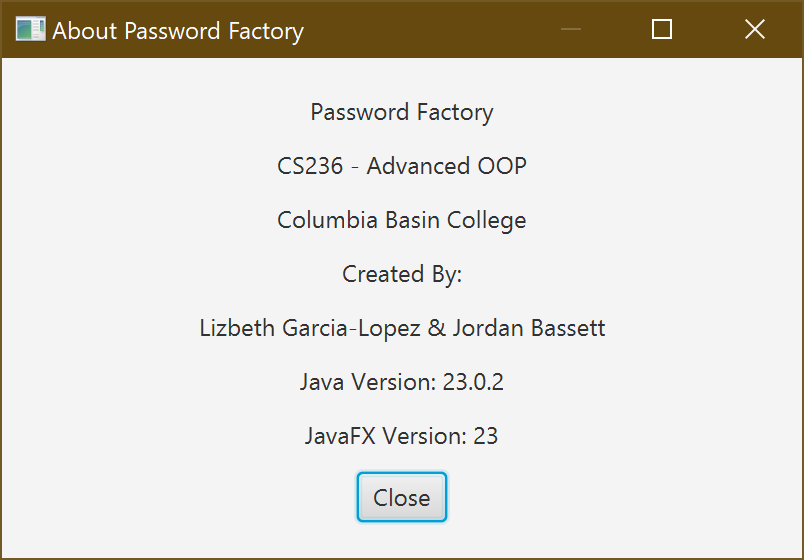 About Password Factory
Password Factory
CS236 - Advanced OOP
Columbia Basin College
Created By:
Lizbeth Garcia-Lopez & Jordan Bassett
Java Version: 23.0.2
JavaFX Version: 23
Close